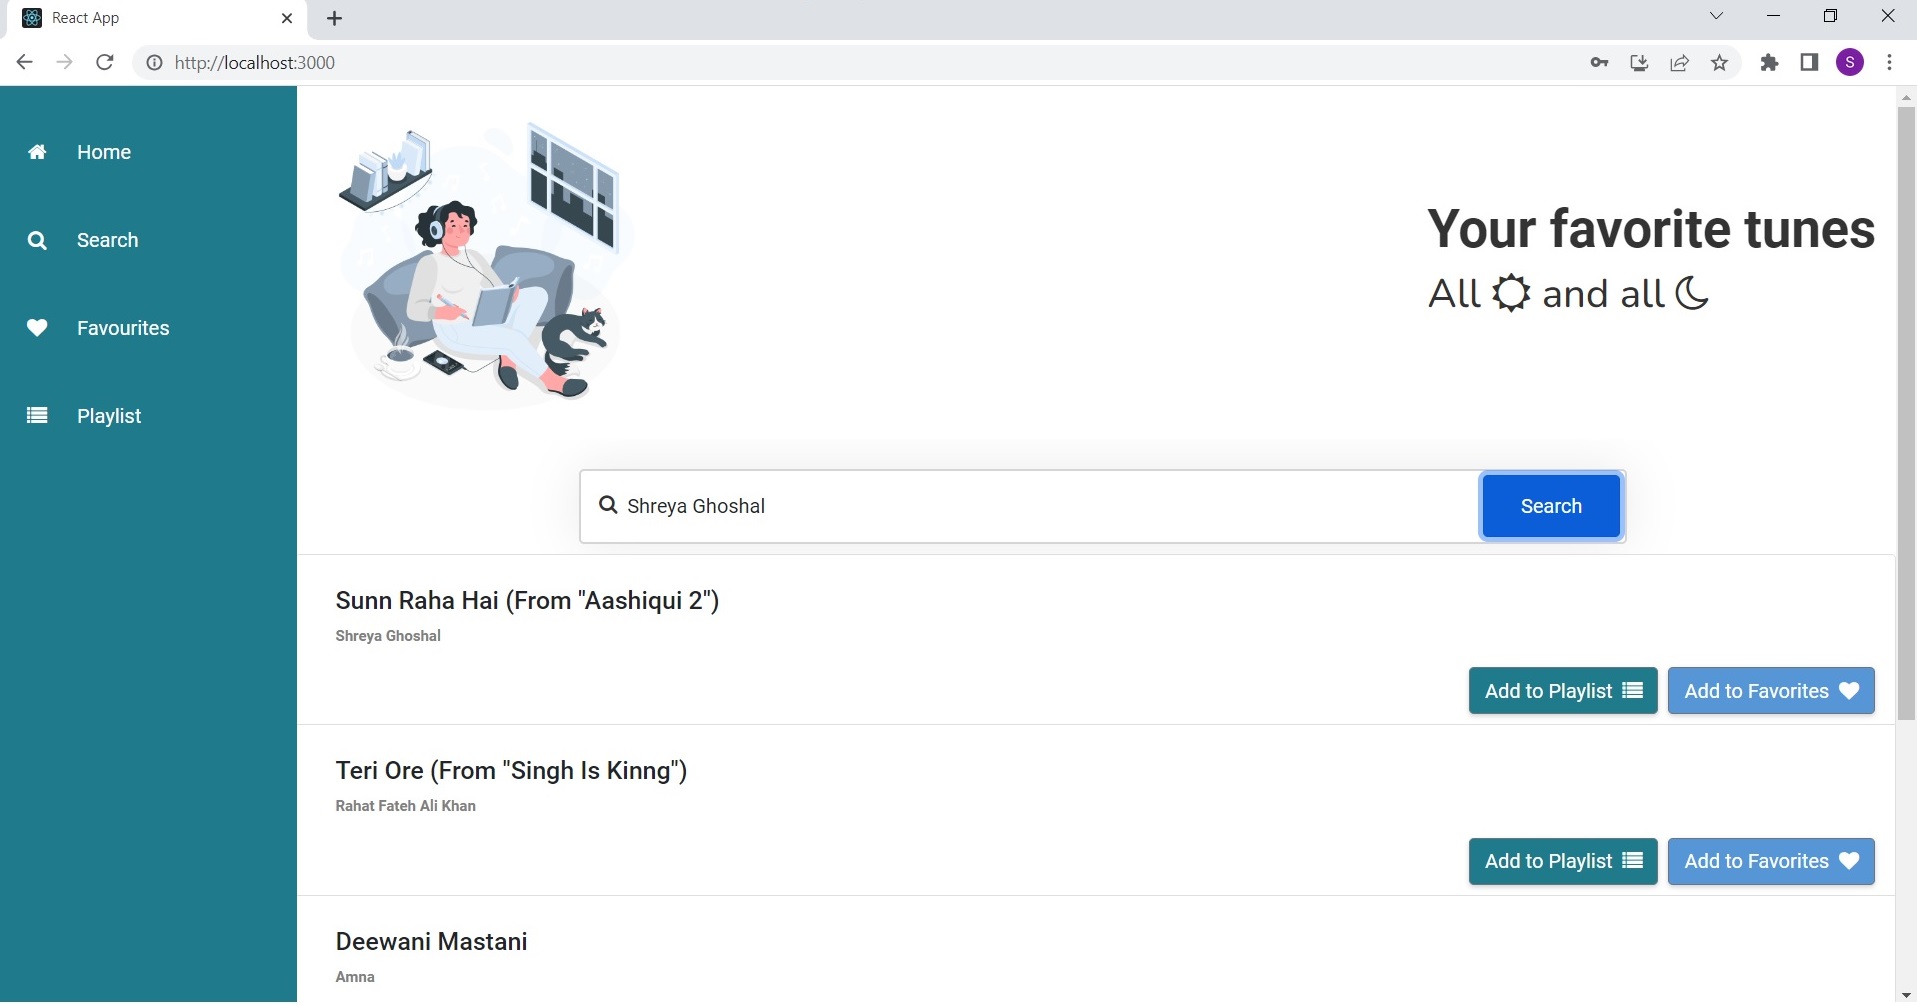 React App
http://localhost:3000
S
Home
Search
Favourites
Playlist
Your favorite tunes
All and all
Shreya Ghoshal
Search
Sunn Raha Hai (From "Aashiqui 2")
Shreya Ghoshal
Add to Playlist
Add to Favorites
Teri Ore (From "Singh Is Kinng")
Rahat Fateh Ali Khan
Add to Playlist
Add to Favorites
Deewani Mastani
Amna